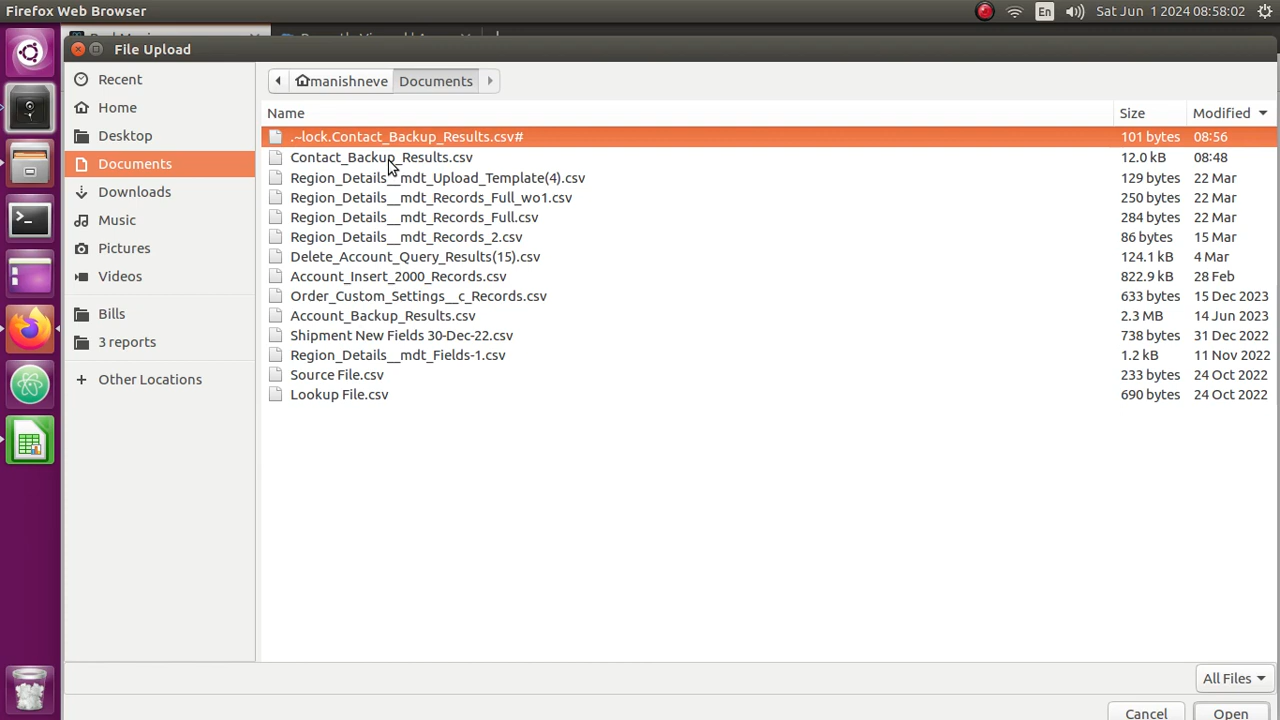 Firefox Web Browser
En
Sat Jun 1 2024 08:58:02
File Upload
Recent
Home
Desktop
Documents
Downloads
Music
Pictures
Videos
Bills
3 reports
Other Locations
manishneve
Documents
Name Size Modified
.~lock.Contact_Backup_Results.csv# 101 bytes 08:56
Contact_Backup_Results.csv 12.0 kB 08:48
Region_Details__mdt_Upload_Template(4).csv 129 bytes 22 Mar
Region_Details__mdt_Records_Full_wo1.csv 250 bytes 22 Mar
Region_Details__mdt_Records_Full.csv 284 bytes 22 Mar
Region_Details__mdt_Records_2.csv 86 bytes 15 Mar
Delete_Account_Query_Results(15).csv 124.1 kB 4 Mar
Account_Insert_2000_Records.csv 822.9 kB 28 Feb
Order_Custom_Settings__c_Records.csv 633 bytes 15 Dec 2023
Account_Backup_Results.csv 2.3 MB 14 Jun 2023
Shipment New Fields 30-Dec-22.csv 738 bytes 31 Dec 2022
Region_Details__mdt_Fields-1.csv 1.2 kB 11 Nov 2022
Source File.csv 233 bytes 24 Oct 2022
Lookup File.csv 690 bytes 24 Oct 2022
All Files
Cancel
Open